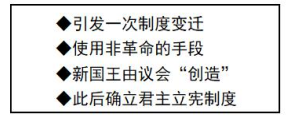 ◆引发一次制度变迁
◆使用非革命的手段
◆新国王由议会“创造”
◆此后确立君主立宪制度